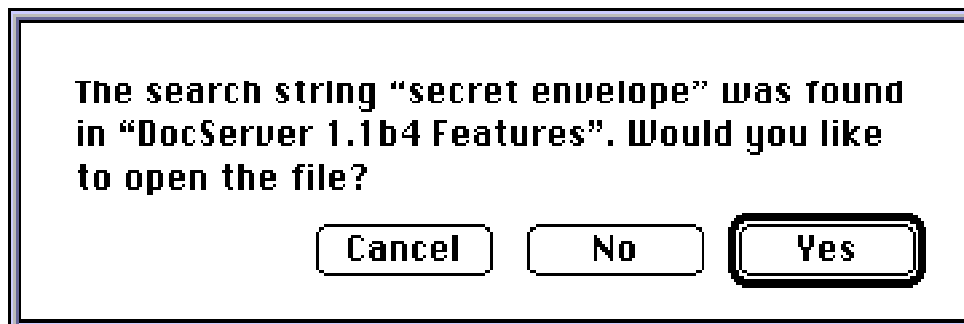 The search string “secret envelope” was found
in “DocServer 1.1b4 Features”. Would you like
to open the file?
Cancel No Yes